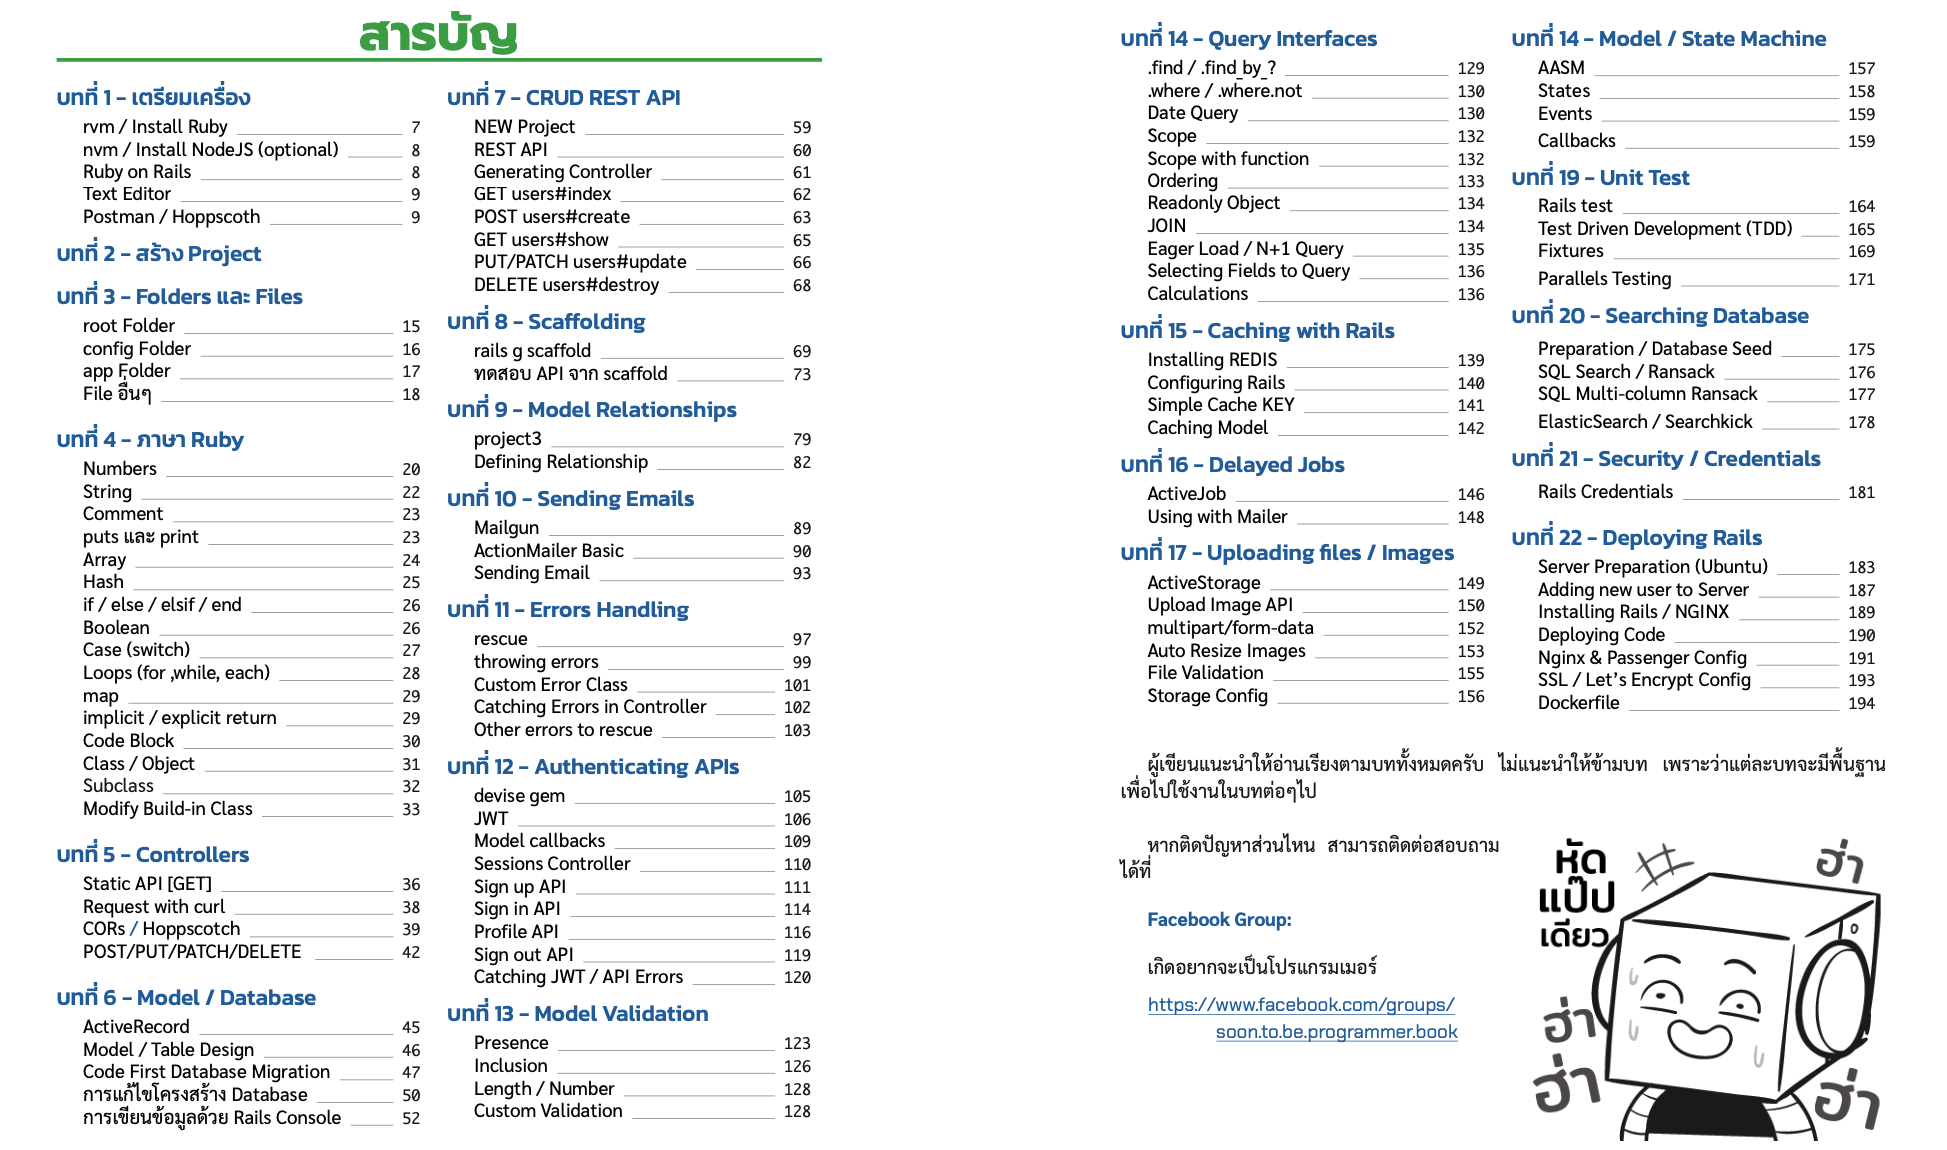 สารบัญ
บทที่ 1 - เตรียมเครื่อง
rvm / Install Ruby 7
nvm / Install NodeJS (optional) 8
Ruby on Rails 8
Text Editor 9
Postman / Hoppscoth 9
บทที่ 2 - สร้าง Project
บทที่ 3 - Folders และ Files
root Folder 15
config Folder 16
app Folder 17
File อื่นๆ 18
บทที่ 4 - ภาษา Ruby
Numbers 20
String 22
Comment 23
puts และ print 23
Array 24
Hash 25
if / else / elsif / end 26
Boolean 26
Case (switch) 27
Loops (for ,while, each) 28
map 29
implicit / explicit return 29
Code Block 30
Class / Object 31
Subclass 32
Modify Build-in Class 33
บทที่ 5 - Controllers
Static API [GET] 36
Request with curl 38
CORs / Hoppscotch 39
POST/PUT/PATCH/DELETE 42
บทที่ 6 - Model / Database
ActiveRecord 45
Model / Table Design 46
Code First Database Migration 47
การแก้ไขโครงสร้าง Database 50
การเขียนข้อมูลด้วย Rails Console 52
บทที่ 7 - CRUD REST API
NEW Project 59
REST API 60
Generating Controller 61
GET users#index 62
POST users#create 63
GET users#show 65
PUT/PATCH users#update 66
DELETE users#destroy 68
บทที่ 8 - Scaffolding
rails g scaffold 69
ทดสอบ API จาก scaffold 73
บทที่ 9 - Model Relationships
project3 79
Defining Relationship 82
บทที่ 10 - Sending Emails
Mailgun 89
ActionMailer Basic 90
Sending Email 93
บทที่ 11 - Errors Handling
rescue 97
throwing errors 99
Custom Error Class 101
Catching Errors in Controller 102
Other errors to rescue 103
บทที่ 12 - Authenticating APIs
devise gem 105
JWT 106
Model callbacks 109
Sessions Controller 110
Sign up API 111
Sign in API 114
Profile API 116
Sign out API 119
Catching JWT / API Errors 120
บทที่ 13 - Model Validation
Presence 123
Inclusion 126
Length / Number 128
Custom Validation 128
บทที่ 14 - Query Interfaces
.find / .find_by_? 129
.where / .where.not 130
Date Query 130
Scope 132
Scope with function 132
Ordering 133
Readonly Object 134
JOIN 134
Eager Load / N+1 Query 135
Selecting Fields to Query 136
Calculations 136
บทที่ 15 - Caching with Rails
Installing REDIS 139
Configuring Rails 140
Simple Cache KEY 141
Caching Model 142
บทที่ 16 - Delayed Jobs
ActiveJob 146
Using with Mailer 148
บทที่ 17 - Uploading files / Images
ActiveStorage 149
Upload Image API 150
multipart/form-data 152
Auto Resize Images 153
File Validation 155
Storage Config 156
บทที่ 14 - Model / State Machine
AASM 157
States 158
Events 159
Callbacks 159
บทที่ 19 - Unit Test
Rails test 164
Test Driven Development (TDD) 165
Fixtures 169
Parallels Testing 171
บทที่ 20 - Searching Database
Preparation / Database Seed 175
SQL Search / Ransack 176
SQL Multi-column Ransack 177
ElasticSearch / Searchkick 178
บทที่ 21 - Security / Credentials
Rails Credentials 181
บทที่ 22 - Deploying Rails
Server Preparation (Ubuntu) 183
Adding new user to Server 187
Installing Rails / NGINX 189
Deploying Code 190
Nginx & Passenger Config 191
SSL / Let's Encrypt Config 193
Dockerfile 194
ผู้เขียนแนะนำให้อ่านเรียงตามบททั้งหมดครับ ไม่แนะนำให้ข้ามบท เพราะว่าแต่ละบทจะมีพื้นฐาน
เพื่อไปใช้งานในบทต่อๆไป
หากติดปัญหาส่วนไหน สามารถติดต่อสอบถาม
ได้ที่
Facebook Group:
เกิดอยากจะเป็นโปรแกรมเมอร์
https://www.facebook.com/groups/
soon.to.be.programmer.book
หัด
แป๊ป
เดียว
ฮ่า
ฮ่า
ฮ่า
ฮ่า